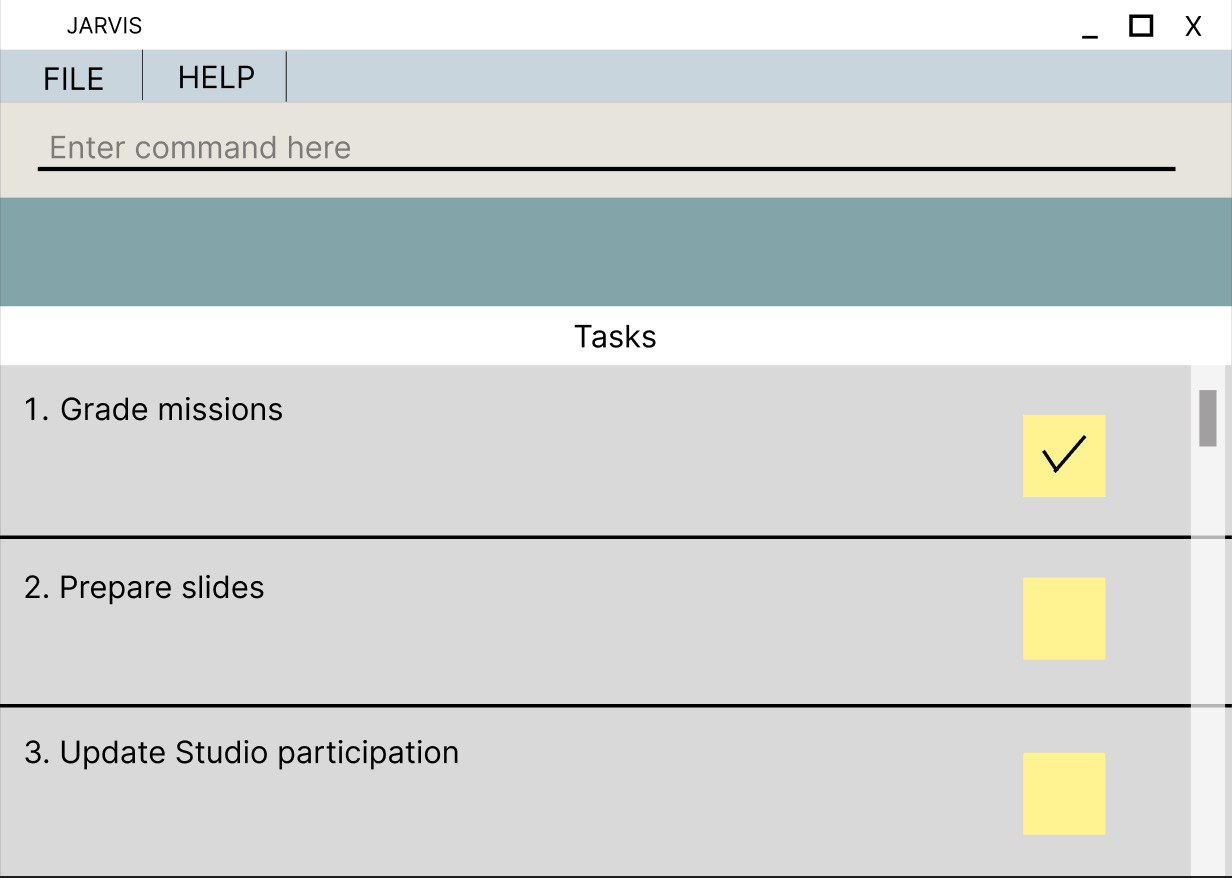 JARVIS
_ X
FILE HELP
Enter command here
Tasks
1. Grade missions
2. Prepare slides
3. Update Studio participation